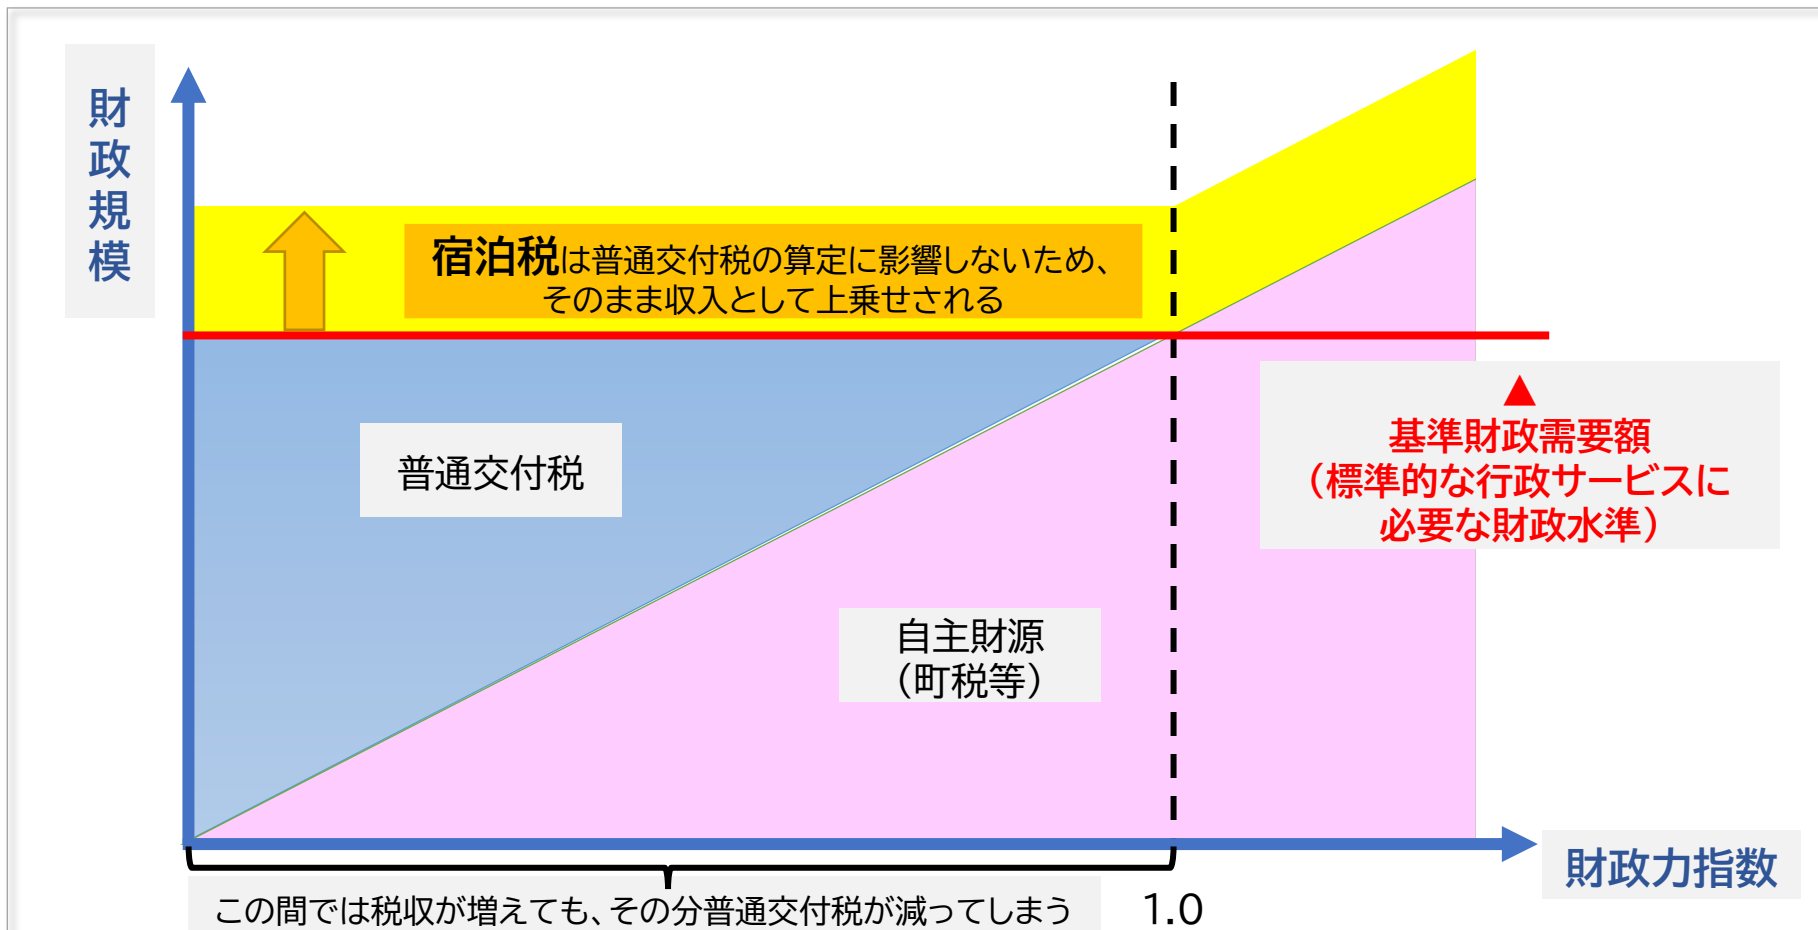 財政規模
宿泊税は普通交付税の算定に影響しないため、
そのまま収入として上乗せされる
普通交付税
▲
基準財政需要額
（標準的な行政サービスに
必要な財政水準）
自主財源
（町税等）
財政力指数
この間では税収が増えても、その分普通交付税が減ってしまう
1.0